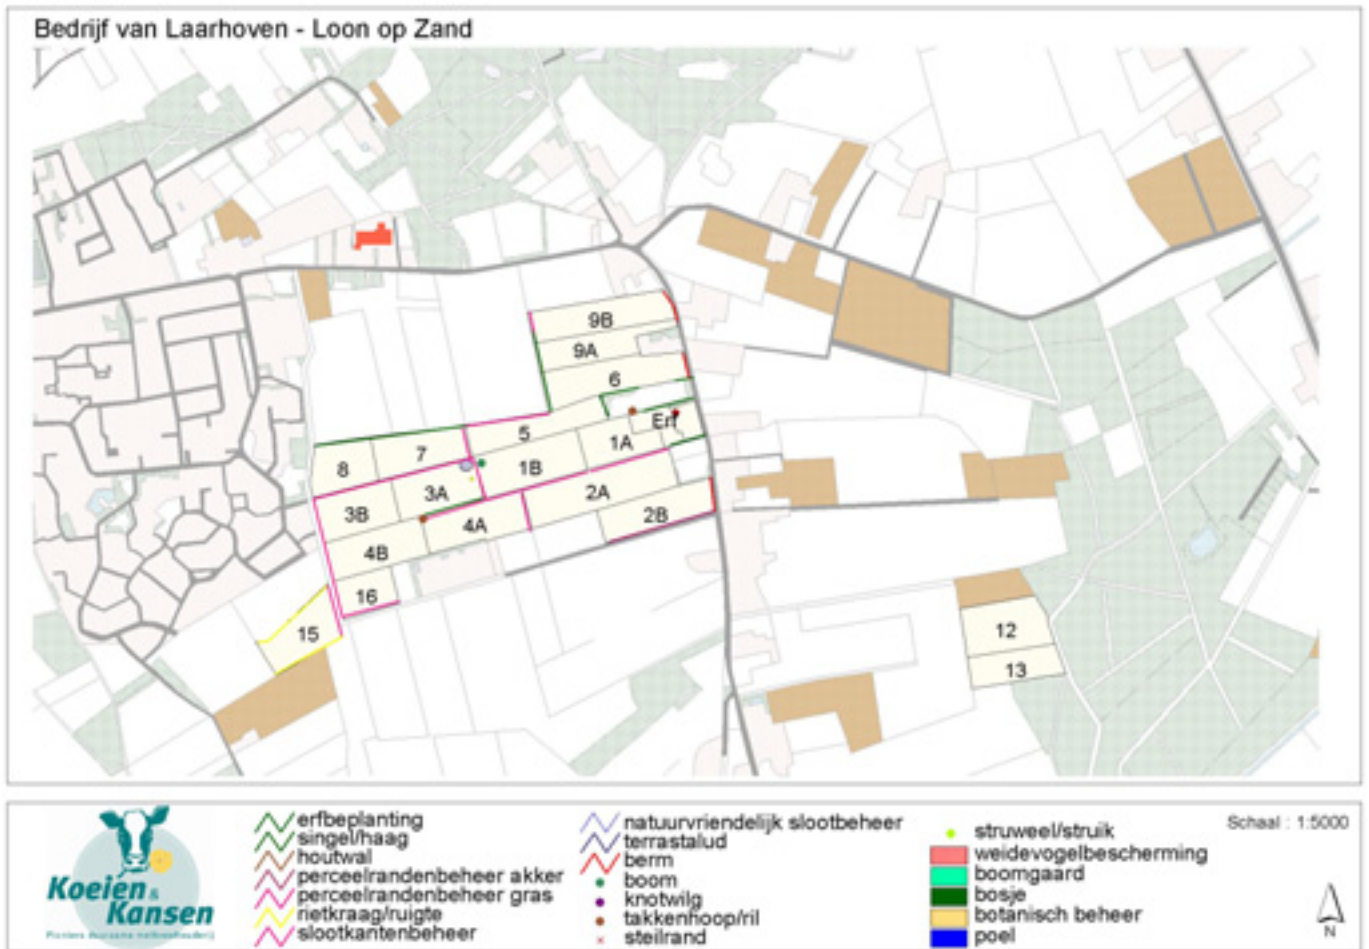 Bedrijf van Laarhoven - Loon op Zand
9B
9A
6
5
Erf
1A
7
8
1B
3A
2A
3B
4A
2B
4B
16
15
12
13
Koeien &
Kansen
Pioniers duurzame melkveehouderij
erfbeplanting
singel/haag
houtwal
perceelrandenbeheer akker
perceelrandenbeheer gras
rietkraag/ruigte
slootkantenbeheer
natuurvriendelijk slootbeheer
terrastalud
berm
boom
knotwilg
takkenhoop/ril
steilrand
struweel/struik
weidevogelbescherming
boomgaard
bosje
botanisch beheer
poel
Schaal : 1:5000
N